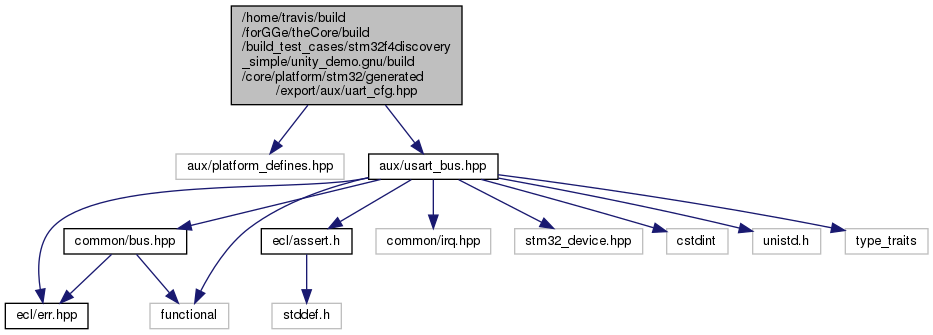 /home/travis/build
/forGGe/theCore/build
/build_test_cases/stm32f4discovery
_simple/unity_demo.gnu/build
/core/platform/stm32/generated
/export/aux/uart_cfg.hpp
aux/platform_defines.hpp
aux/usart_bus.hpp
common/bus.hpp
ecl/assert.h
common/irq.hpp
stm32_device.hpp
cstdint
unistd.h
type_traits
ecl/err.hpp
functional
stddef.h